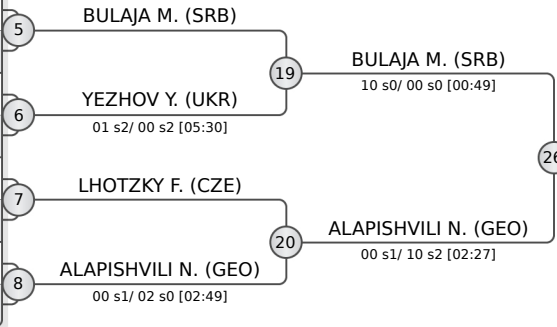 BULAJA M. (SRB)
5
19
BULAJA M. (SRB)
10 s0/ 00 s0 [00:49]
YEZHOV Y. (UKR)
6
01 s2/ 00 s2 [05:30]
26
LHOTZKY F. (CZE)
7
20
ALAPISHVILI N. (GEO)
00 s1/ 10 s2 [02:27]
ALAPISHVILI N. (GEO)
8
00 s1/ 02 s0 [02:49]